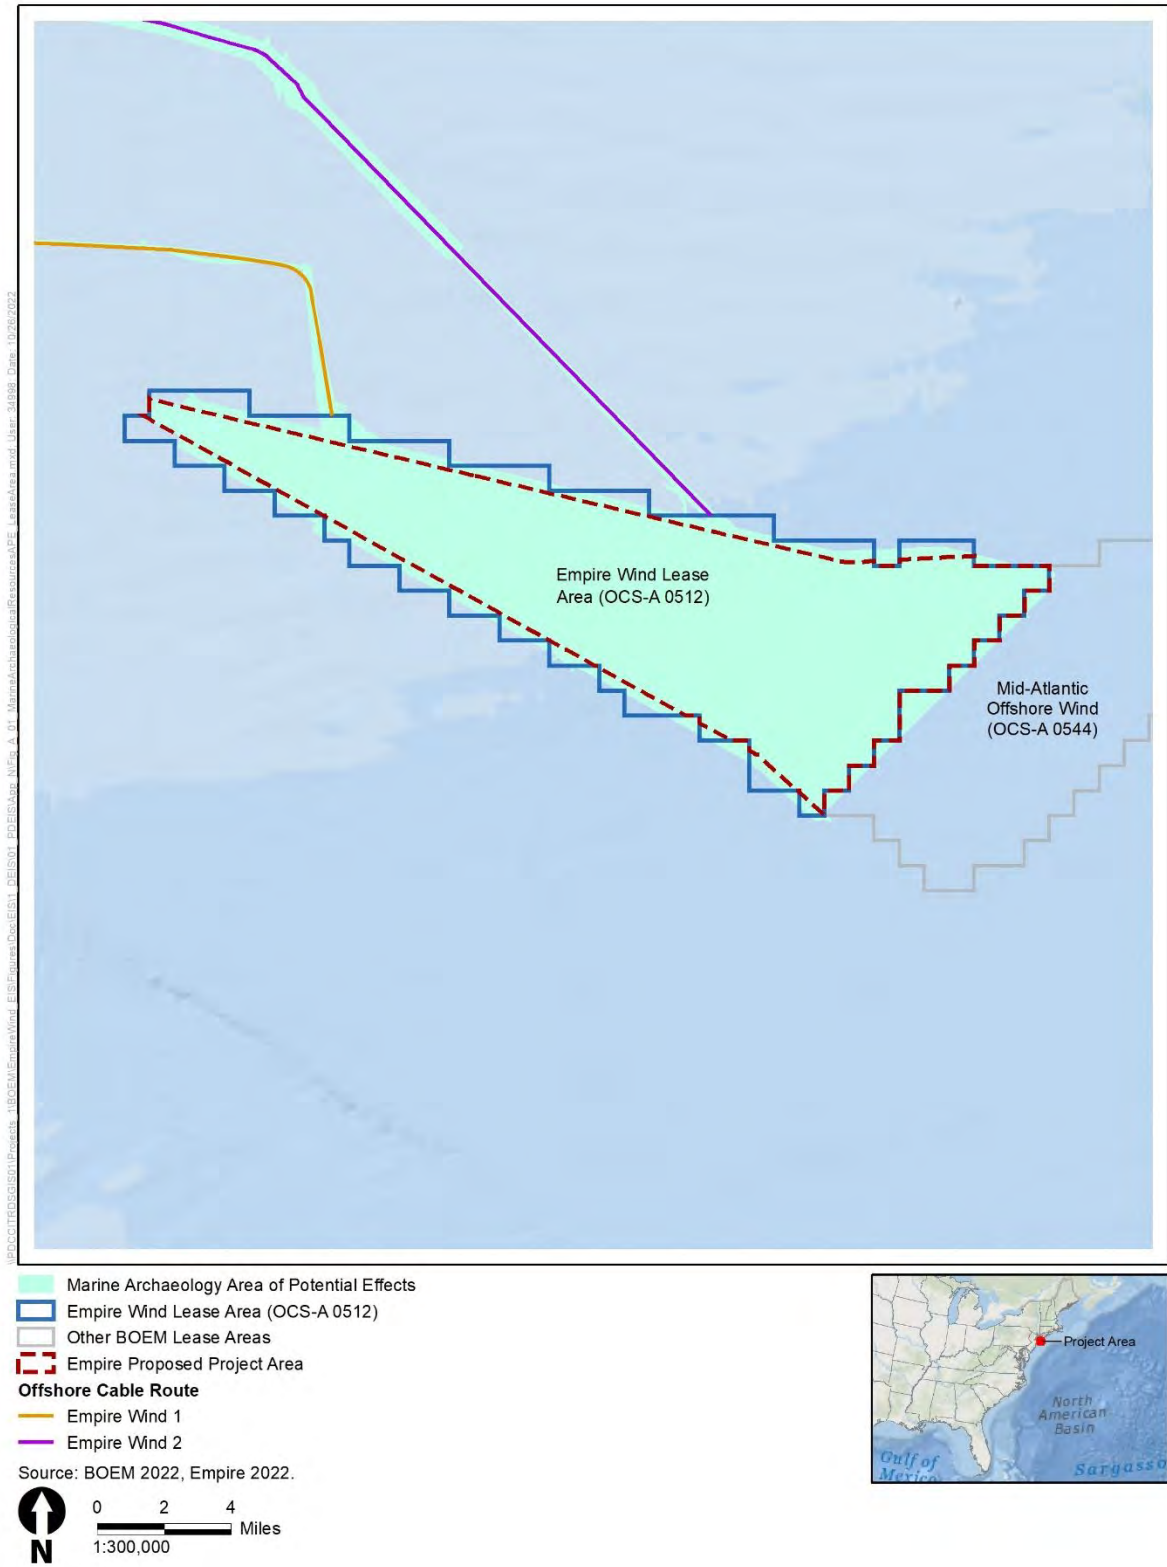 Empire Wind Lease
Area (OCS-A 0512)
Mid-Atlantic
Offshore Wind
(OCS-A 0544)
Marine Archaeology Area of Potential Effects
Empire Wind Lease Area (OCS-A 0512)
Other BOEM Lease Areas
Empire Proposed Project Area
Offshore Cable Route
Empire Wind 1
Empire Wind 2
Source: BOEM 2022, Empire 2022.
N
0 2 4
Miles
1:300,000
Project Area
North
American
Basin
Gulf of
Mexico
Sargasso